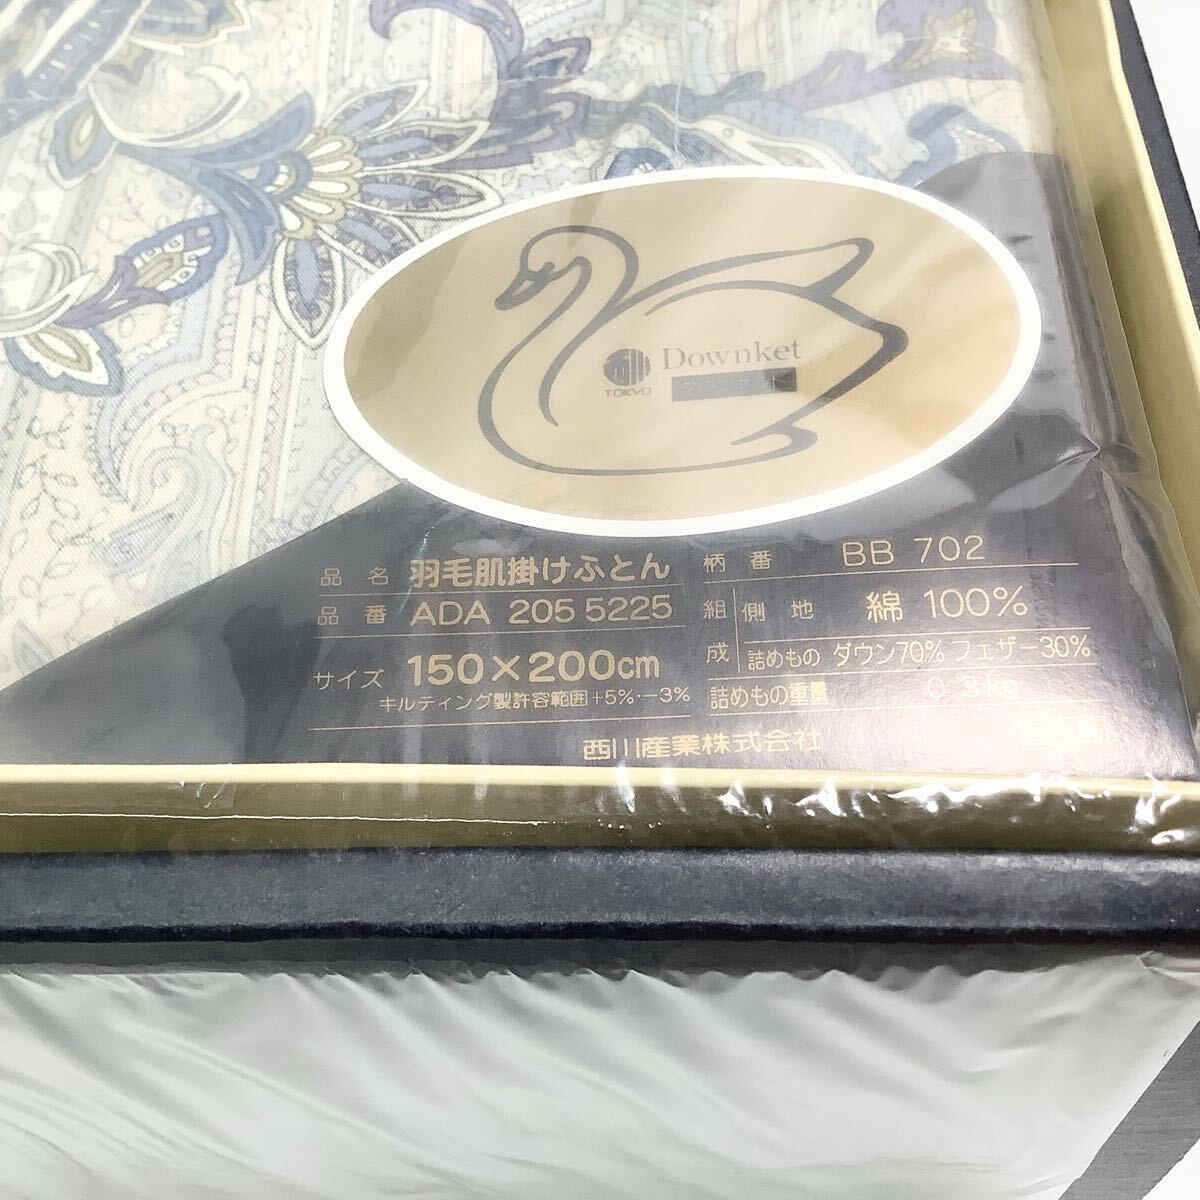 Downket
TOKYO
品名 羽毛肌掛けふとん
品番 ADA 205 5225
サイズ 150×200cm
キルティング製許容範囲+5%・-3%
柄番 BB 702
組成 側地 綿 100%
詰めもの ダウン70% フェザー30%
詰めもの重量 0.3kg
西川産業株式会社